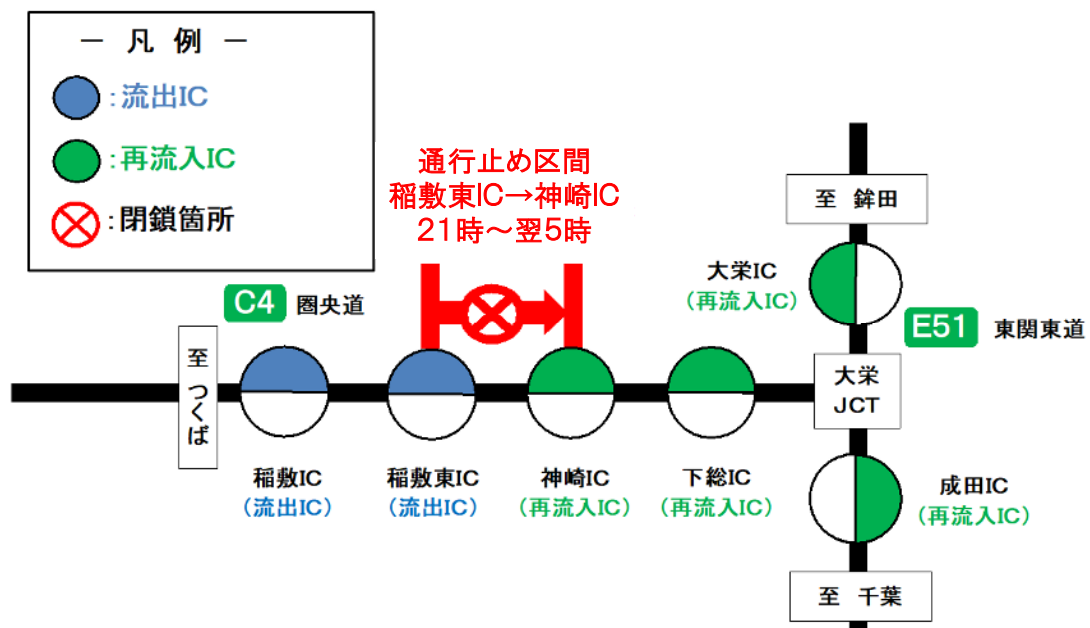 ― 凡 例 ―
:流出IC
:再流入IC
:閉鎖箇所
通行止め区間
稲敷東IC→神崎IC
21時～翌5時
至 鉾田
大栄IC
(再流入IC)
C4 圏央道
E51 東関東道
至 つくば
大栄
JCT
稲敷IC
(流出IC)
稲敷東IC
(流出IC)
神崎IC
(再流入IC)
下総IC
(再流入IC)
成田IC
(再流入IC)
至 千葉